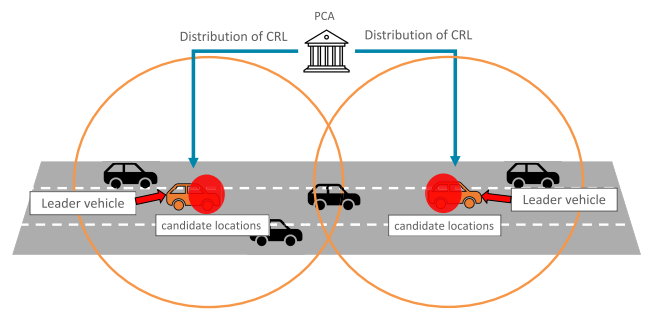 PCA
Distribution of CRL
Distribution of CRL
Leader vehicle
Leader vehicle
candidate locations
candidate locations